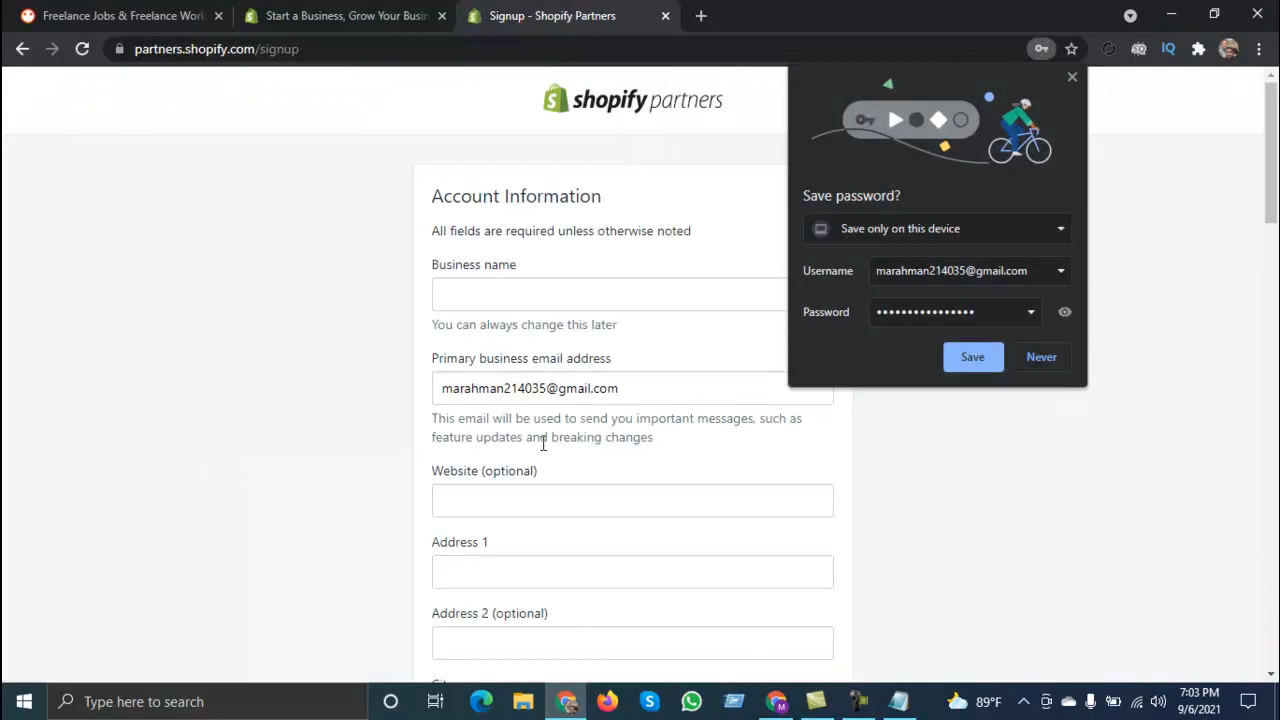 Freelance Jobs & Freelance Work
Start a Business, Grow Your Busin
Signup - Shopify Partners
partners.shopify.com/signup
IQ
shopify partners
Account Information
All fields are required unless otherwise noted
Business name
You can always change this later
Primary business email address
marahman214035@gmail.com
This email will be used to send you important messages, such as
feature updates and breaking changes
Website (optional)
Address 1
Address 2 (optional)
Save password?
Save only on this device
Username
marahman214035@gmail.com
Password
••••••••••••••••
Save
Never
Type here to search
89°F
7:03 PM
9/6/2021